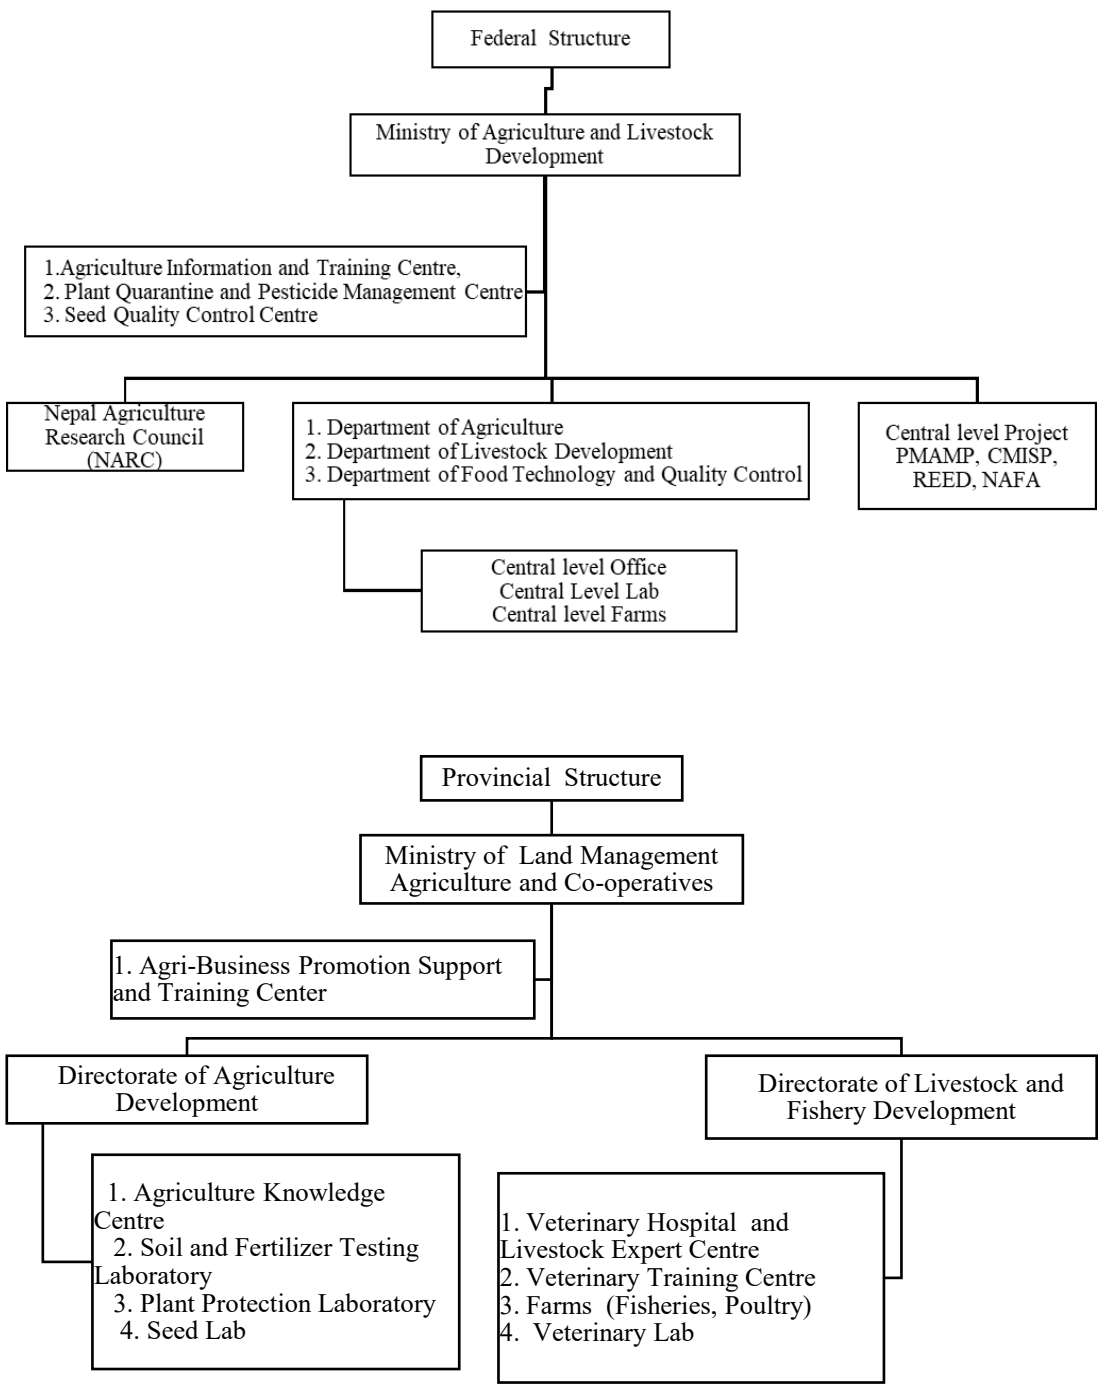 Federal Structure
Ministry of Agriculture and Livestock
Development
1.Agriculture Information and Training Centre,
2. Plant Quarantine and Pesticide Management Centre
3. Seed Quality Control Centre
Nepal Agriculture
Research Council
(NARC)
1. Department of Agriculture
2. Department of Livestock Development
3. Department of Food Technology and Quality Control
Central level Project
PMAMP, CMISP,
REED, NAFA
Central level Office
Central Level Lab
Central level Farms
Provincial Structure
Ministry of Land Management
Agriculture and Co-operatives
1. Agri-Business Promotion Support
and Training Center
Directorate of Agriculture
Development
Directorate of Livestock and
Fishery Development
1. Agriculture Knowledge
Centre
2. Soil and Fertilizer Testing
Laboratory
3. Plant Protection Laboratory
4. Seed Lab
1. Veterinary Hospital and
Livestock Expert Centre
2. Veterinary Training Centre
3. Farms (Fisheries, Poultry)
4. Veterinary Lab